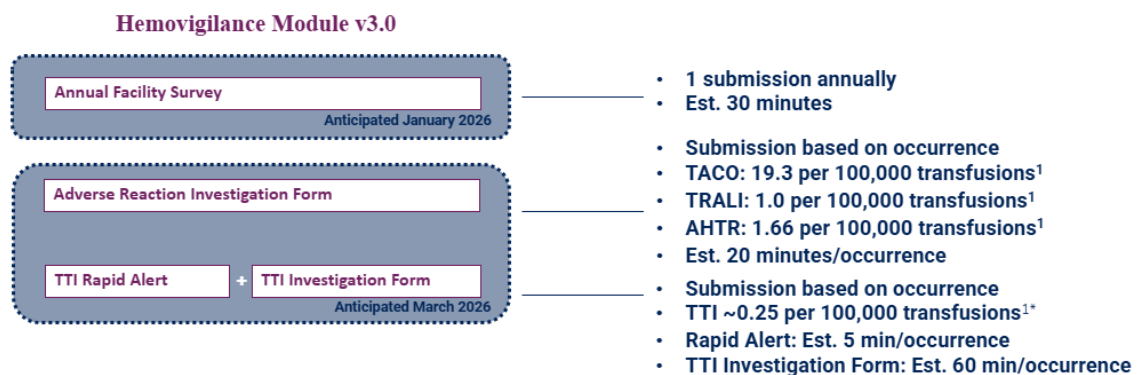 Hemovigilance Module v3.0
Annual Facility Survey
Anticipated January 2026
• 1 submission annually
• Est. 30 minutes
Adverse Reaction Investigation Form
• Submission based on occurrence
• TACO: 19.3 per 100,000 transfusions¹
• TRALI: 1.0 per 100,000 transfusions¹
• AHTR: 1.66 per 100,000 transfusions¹
• Est. 20 minutes/occurrence
TTI Rapid Alert + TTI Investigation Form
Anticipated March 2026
• Submission based on occurrence
• TTI ~0.25 per 100,000 transfusions¹*
• Rapid Alert: Est. 5 min/occurrence
• TTI Investigation Form: Est. 60 min/occurrence